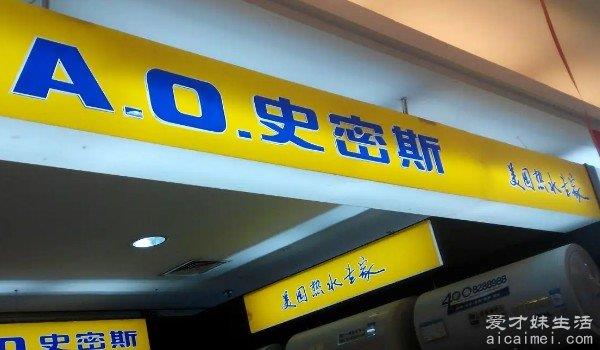 A.O.史密斯
美国热水专家
美国热水专家
.O.史密斯
400
8288988
爱才妹生活
aicaimei.com